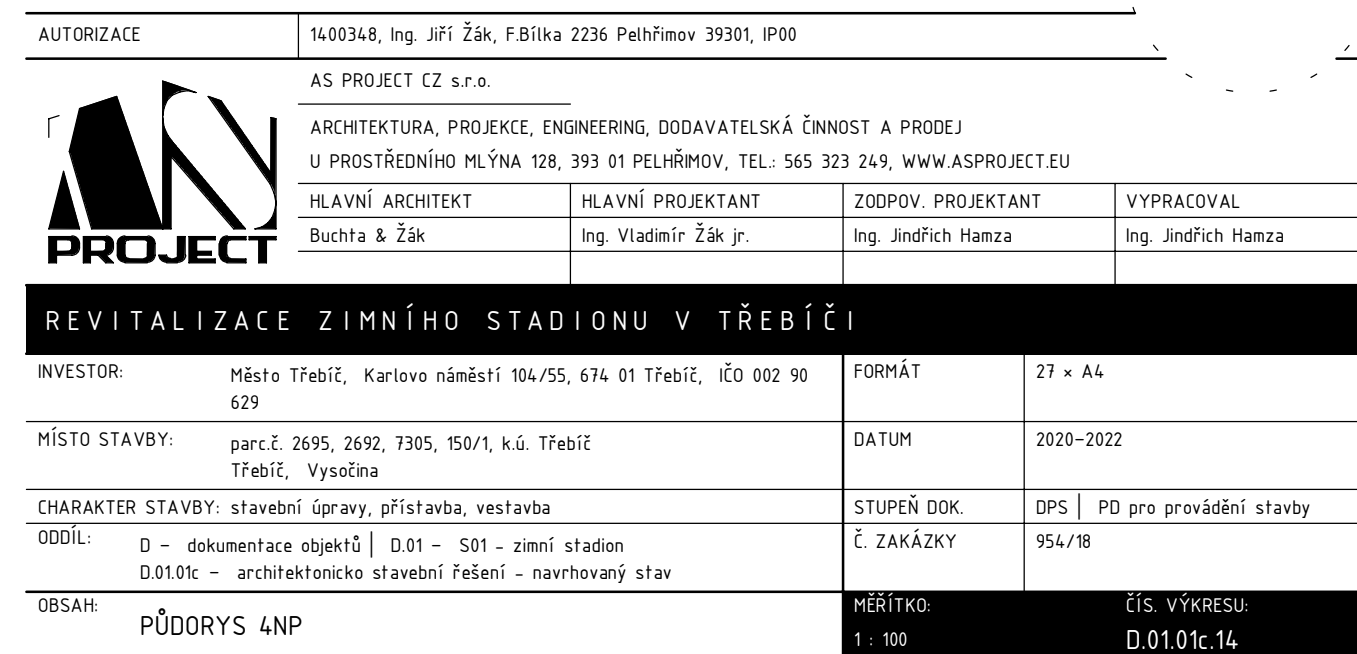 AUTORIZACE 1400348, Ing. Jiří Žák, F.Bílka 2236 Pelhřimov 39301, IP00
AS PROJECT CZ s.r.o.
ARCHITEKTURA, PROJEKCE, ENGINEERING, DODAVATELSKÁ ČINNOST A PRODEJ
U PROSTŘEDNÍHO MLÝNA 128, 393 01 PELHŘIMOV, TEL.: 565 323 249, WWW.ASPROJECT.EU
PROJECT
HLAVNÍ ARCHITEKT HLAVNÍ PROJEKTANT ZODPOV. PROJEKTANT VYPRACOVAL
Buchta & Žák Ing. Vladimír Žák jr. Ing. Jindřich Hamza Ing. Jindřich Hamza
REVITALIZACE ZIMNÍHO STADIONU V TŘEBÍČI
INVESTOR: Město Třebíč, Karlovo náměstí 104/55, 674 01 Třebíč, IČO 002 90
629
FORMÁT 27 × A4
MÍSTO STAVBY: parc.č. 2695, 2692, 7305, 150/1, k.ú. Třebíč
Třebíč, Vysočina
DATUM 2020-2022
CHARAKTER STAVBY: stavební úpravy, přístavba, vestavba
STUPEŇ DOK. DPS | PD pro provádění stavby
ODDÍL: D - dokumentace objektů | D.01 - S01 - zimní stadion
D.01.01c - architektonicko stavební řešení - navrhovaný stav
Č. ZAKÁZKY 954/18
OBSAH: PŮDORYS 4NP
MĚŘÍTKO: ČÍS. VÝKRESU:
1 : 100 D.01.01c.14